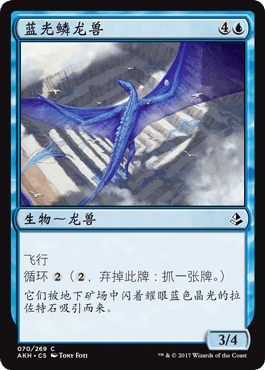 蓝光鳞龙兽 4
生物～龙兽
飞行
循环 2（2，弃掉此牌：抓一张牌。）
它们被地下矿场中闪着耀眼蓝色晶光的拉
佐特石吸引而来。
3/4
070/269 C
AKH • CS TONY FOTI
™ & © 2017 Wizards of the Coast